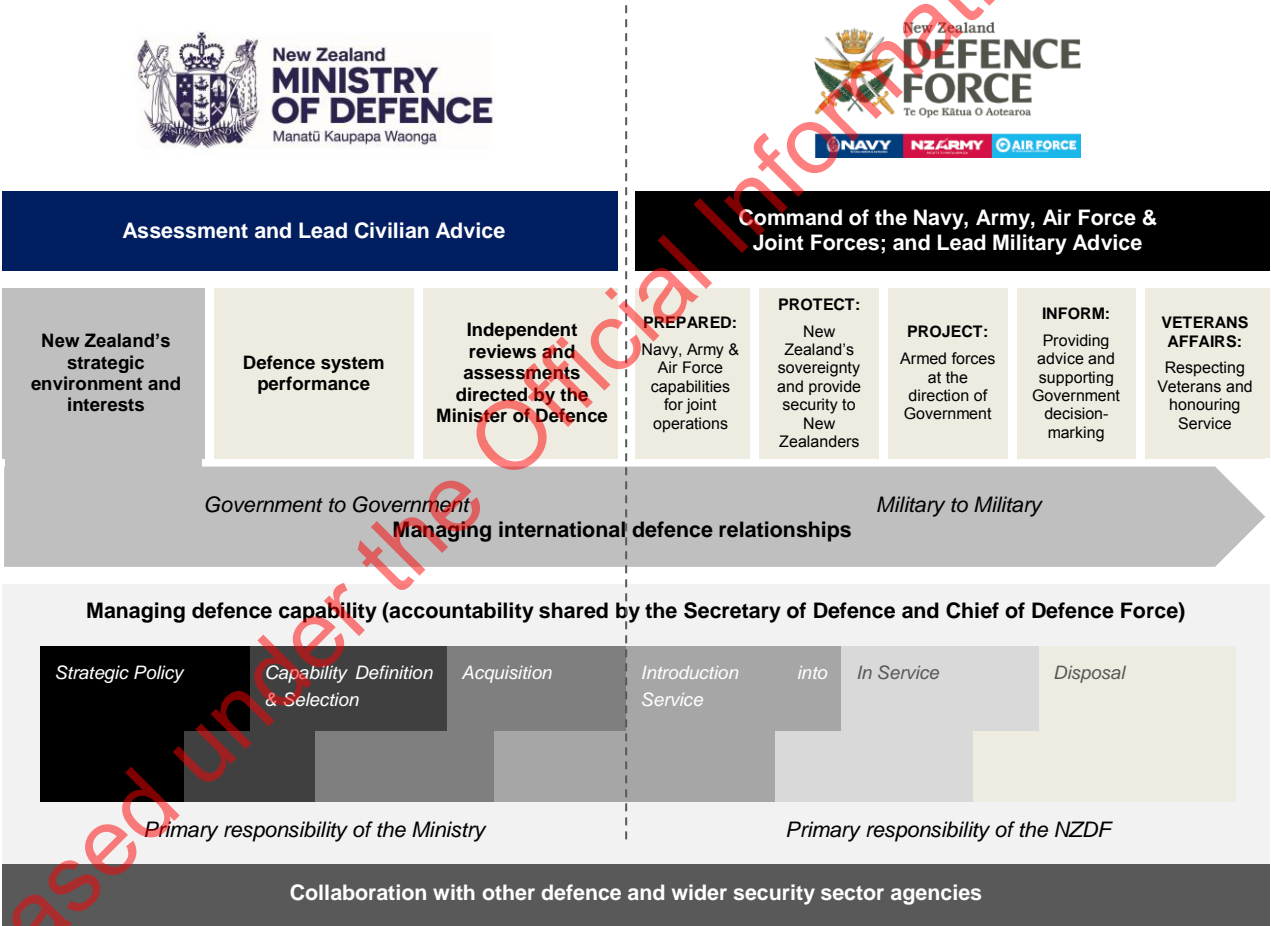 New Zealand
MINISTRY
OF DEFENCE
Manatū Kaupapa Waonga
New Zealand
DEFENCE
FORCE
Te Ope Kātua O Aotearoa
NAVY
NZARMY
AIR FORCE
Assessment and Lead Civilian Advice
Command of the Navy, Army, Air Force &
Joint Forces; and Lead Military Advice
New Zealand's
strategic
environment and
interests
Defence system
performance
Independent
reviews and
assessments
directed by the
Minister of Defence
PREPARED:
Navy, Army &
Air Force
capabilities
for joint
operations
PROTECT:
New
Zealand's
sovereignty
and provide
security to
New
Zealanders
PROJECT:
Armed forces
at the
direction of
Government
INFORM:
Providing
advice and
supporting
Government
decision-
marking
VETERANS
AFFAIRS:
Respecting
Veterans and
honouring
Service
Government to Government
Military to Military
Managing international defence relationships
Managing defence capability (accountability shared by the Secretary of Defence and Chief of Defence Force)
Strategic Policy
Capability Definition
& Selection
Acquisition
Introduction into
Service
In Service
Disposal
Primary responsibility of the Ministry
Primary responsibility of the NZDF
Collaboration with other defence and wider security sector agencies
ased under the Official Informati